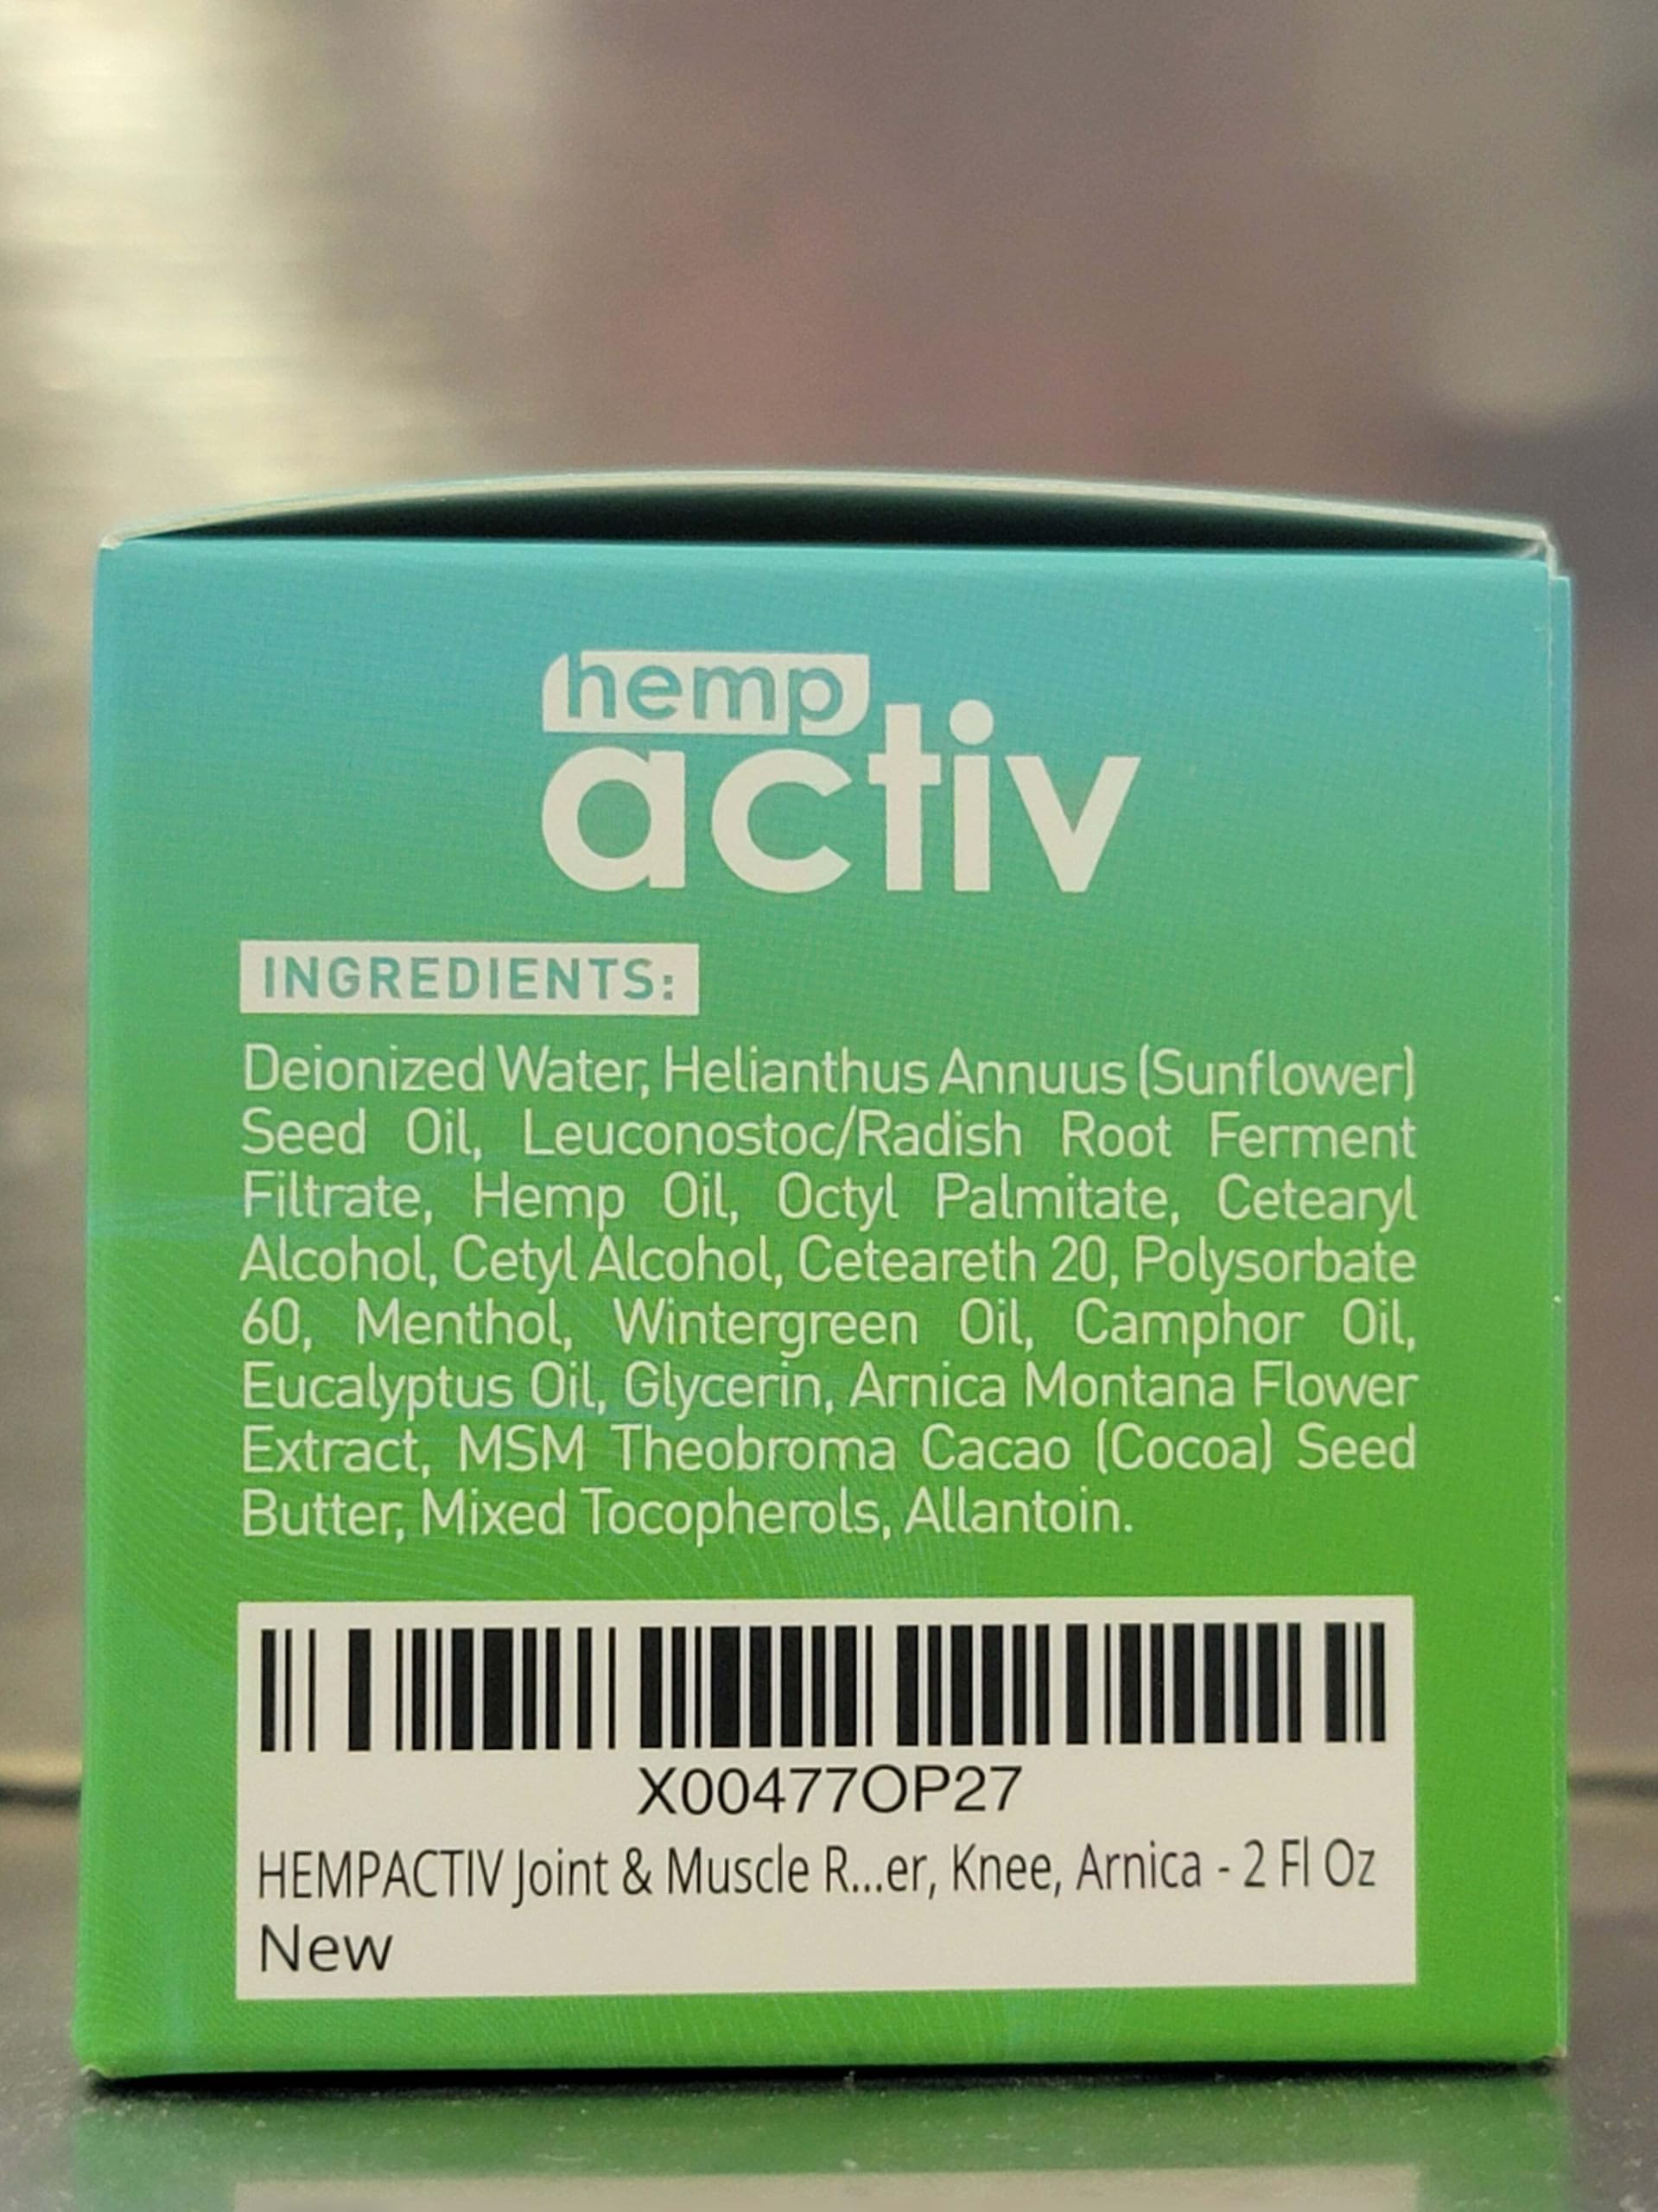 hemp
activ
INGREDIENTS:
Deionized Water, Helianthus Annuus (Sunflower)
Seed Oil, Leuconostoc/Radish Root Ferment
Filtrate, Hemp Oil, Octyl Palmitate, Cetearyl
Alcohol, Cetyl Alcohol, Ceteareth 20, Polysorbate
60, Menthol, Wintergreen Oil, Camphor Oil,
Eucalyptus Oil, Glycerin, Arnica Montana Flower
Extract, MSM Theobroma Cacao (Cocoa) Seed
Butter, Mixed Tocopherols, Allantoin.
X00477OP27
HEMPACTIV Joint & Muscle R...er, Knee, Arnica - 2 Fl Oz
New